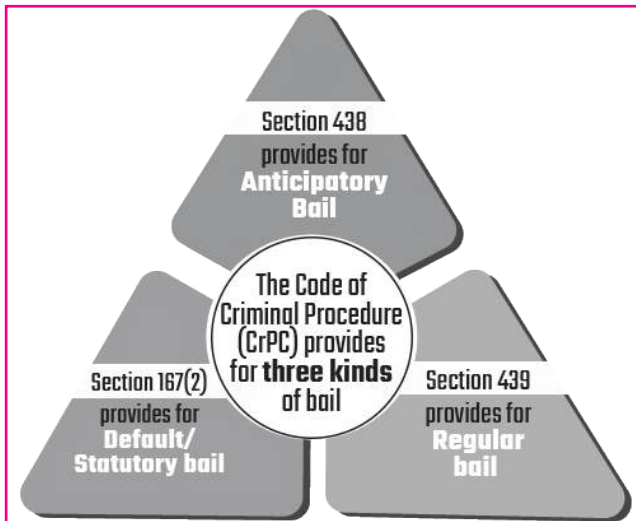 Section 438
provides for
Anticipatory
Bail
The Code of
Criminal Procedure
(CrPC) provides
for three kinds
of bail
Section 167(2)
provides for
Default/
Statutory bail
Section 439
provides for
Regular
bail